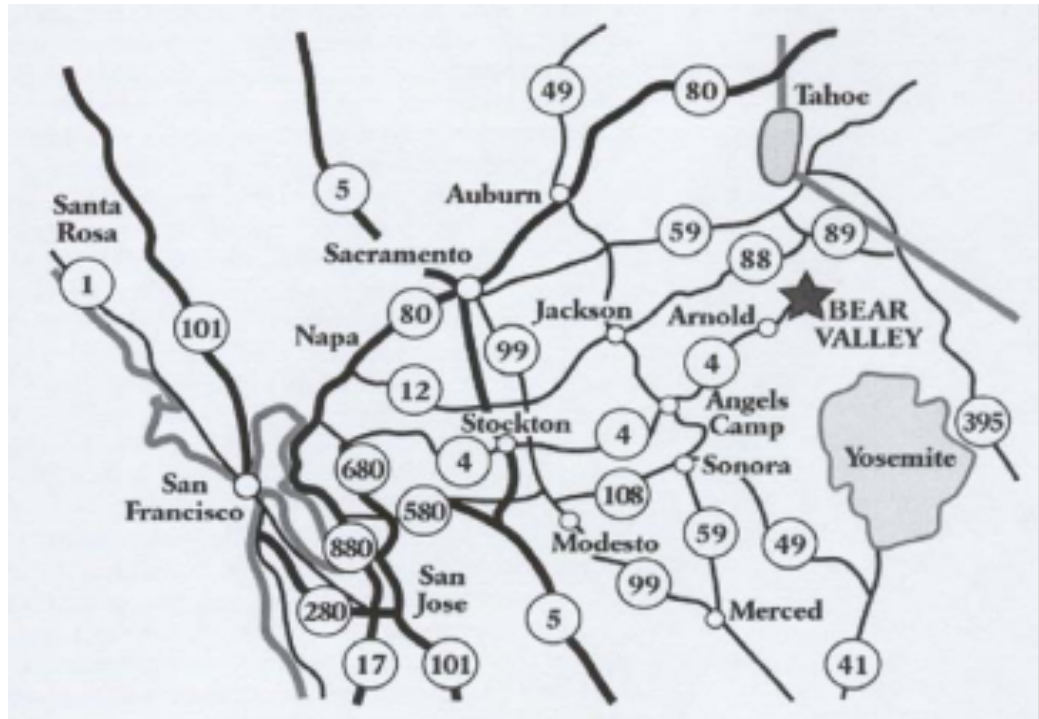 49
80
Tahoe
5
Auburn
Santa
Rosa
59
89
Sacramento
88
1
BEAR
VALLEY
Jackson
Arnold
80
101
Napa
99
4
12
Angels
Camp
395
Stockton
4
4
Yosemite
680
Sonora
San
Francisco
108
580
59
49
880
Modesto
San
Jose
99
280
5
Merced
17
101
41